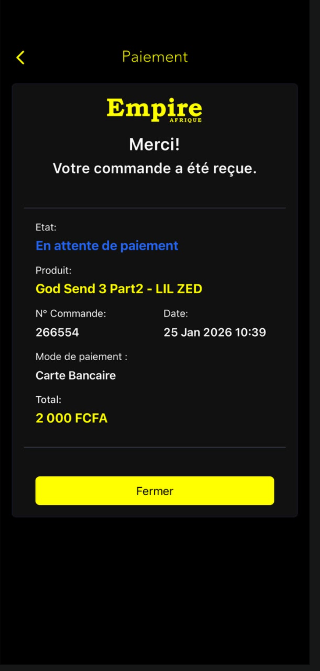 Paiement
Empire
AFRIQUE
Merci!
Votre commande a été reçue.
Etat:
En attente de paiement
Produit:
God Send 3 Part2 - LIL ZED
N° Commande: Date:
266554 25 Jan 2026 10:39
Mode de paiement :
Carte Bancaire
Total:
2 000 FCFA
Fermer